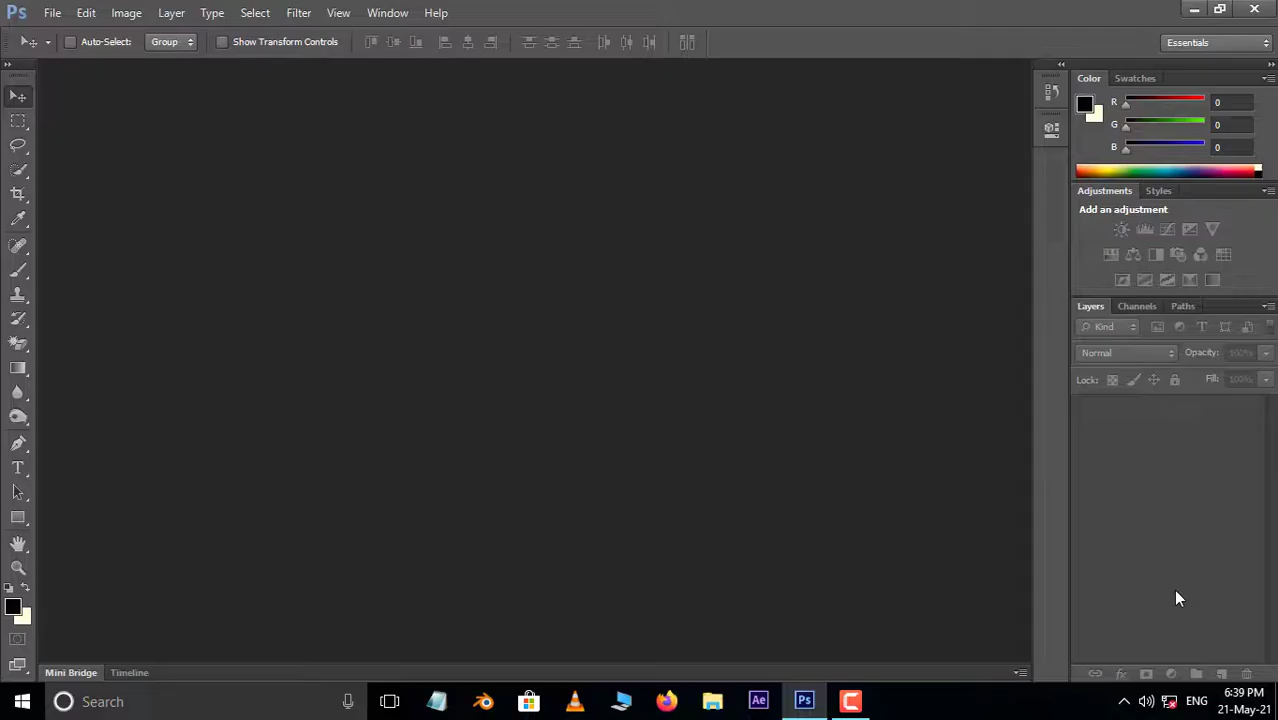 Ps File Edit Image Layer Type Select Filter View Window Help
Auto-Select: Group Show Transform Controls Essentials
Color Swatches
R 0
G 0
B 0
Adjustments Styles
Add an adjustment
Layers Channels Paths
Kind T
Normal Opacity: 100%
Lock: Fill: 100%
T
fx
Mini Bridge Timeline
Search Ae Ps ENG
6:39 PM
21-May-21